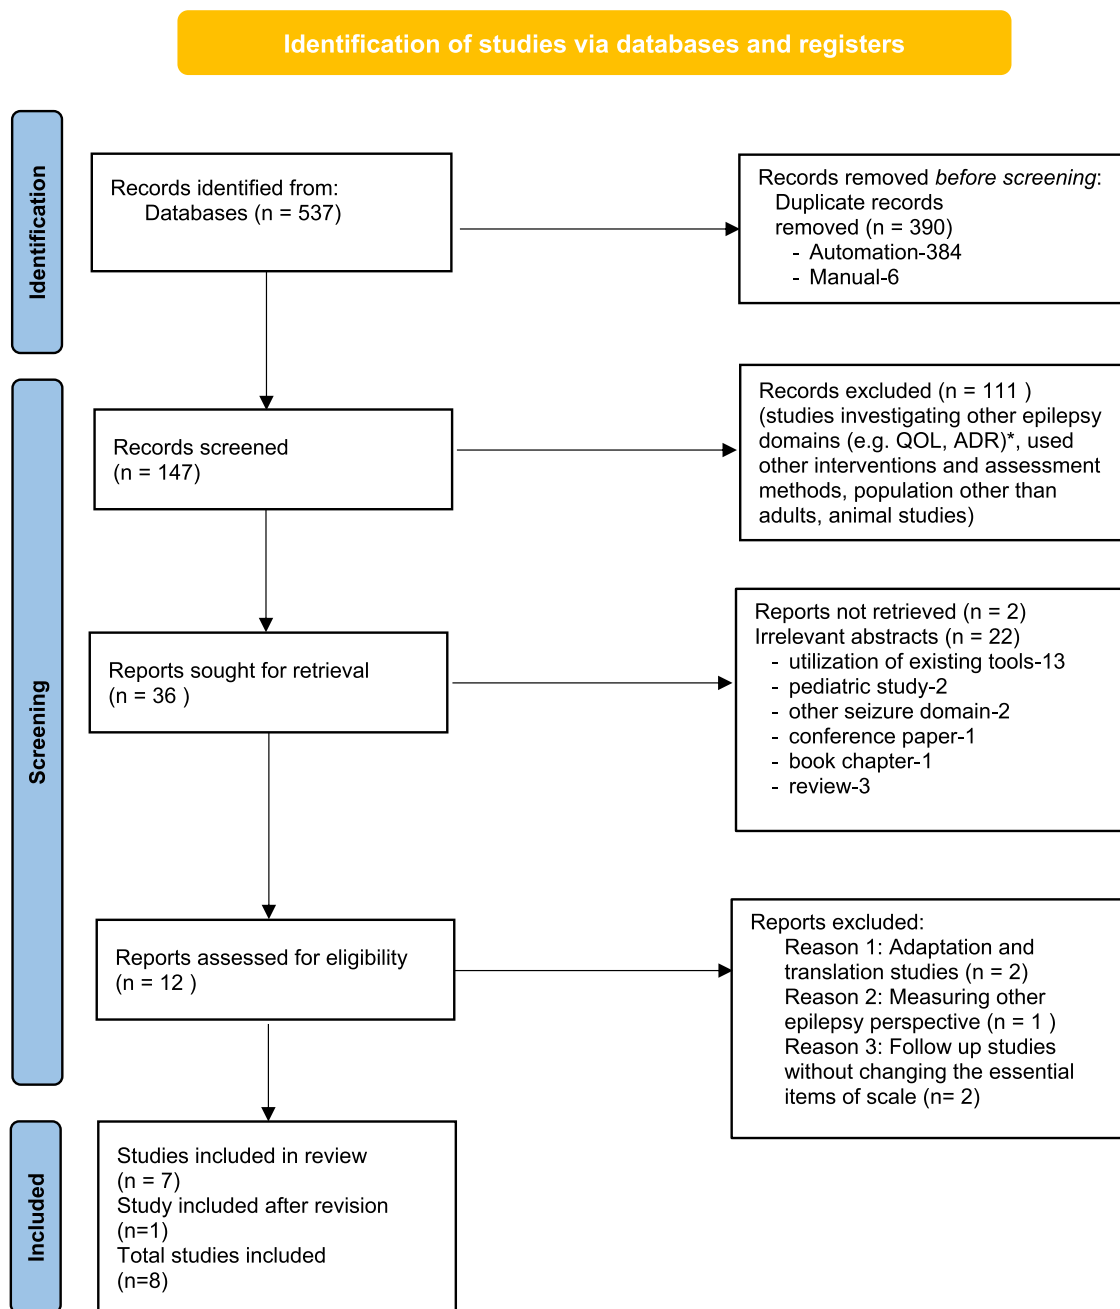 Identification of studies via databases and registers
Identification
Records identified from:
Databases (n = 537)
Records removed before screening:
Duplicate records
removed (n = 390)
- Automation-384
- Manual-6
Screening
Records screened
(n = 147)
Records excluded (n = 111 )
(studies investigating other epilepsy
domains (e.g. QOL, ADR)*, used
other interventions and assessment
methods, population other than
adults, animal studies)
Reports sought for retrieval
(n = 36 )
Reports not retrieved (n = 2)
Irrelevant abstracts (n = 22)
- utilization of existing tools-13
- pediatric study-2
- other seizure domain-2
- conference paper-1
- book chapter-1
- review-3
Reports assessed for eligibility
(n = 12 )
Reports excluded:
Reason 1: Adaptation and
translation studies (n = 2)
Reason 2: Measuring other
epilepsy perspective (n = 1 )
Reason 3: Follow up studies
without changing the essential
items of scale (n= 2)
Included
Studies included in review
(n = 7)
Study included after revision
(n=1)
Total studies included
(n=8)